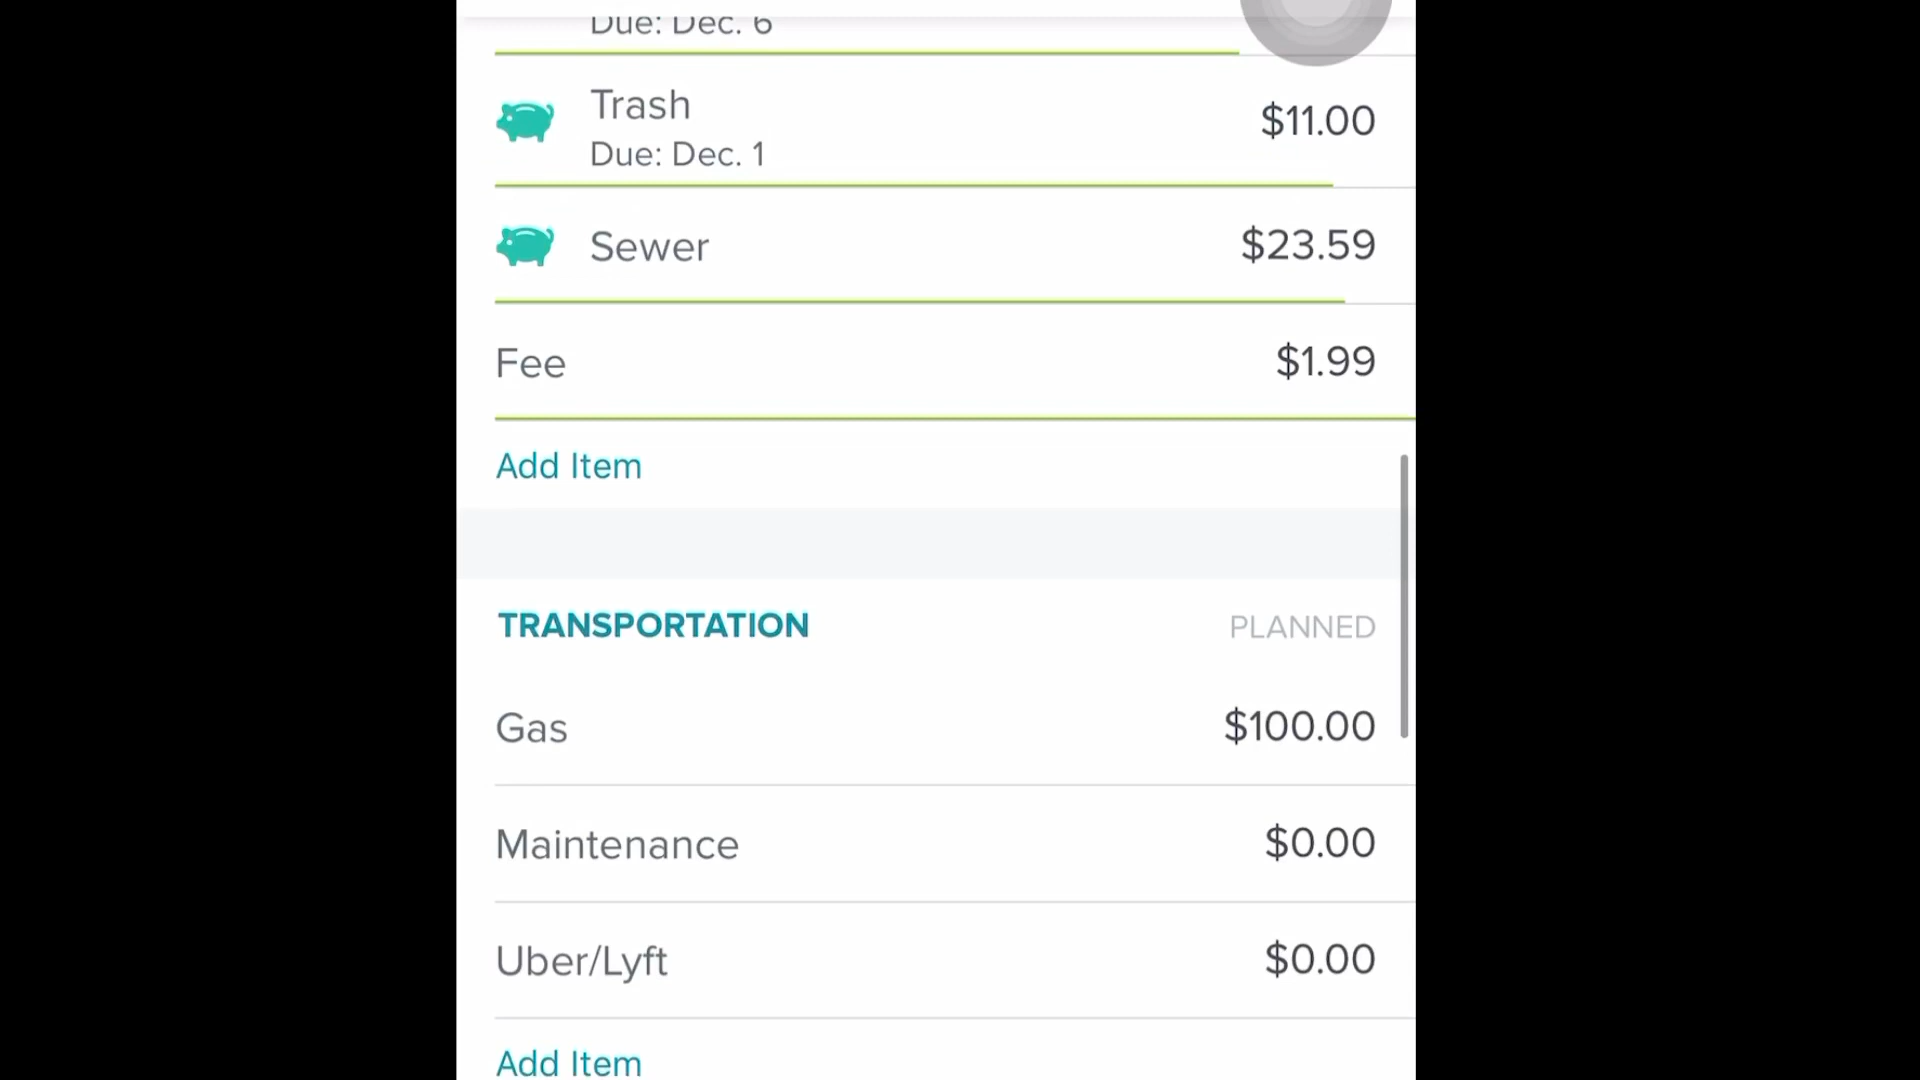 Due: Dec. 6
Trash
$11.00
Due: Dec. 1
Sewer
$23.59
Fee
$1.99
Add Item
TRANSPORTATION
PLANNED
Gas
$100.00
Maintenance
$0.00
Uber/Lyft
$0.00
Add Item